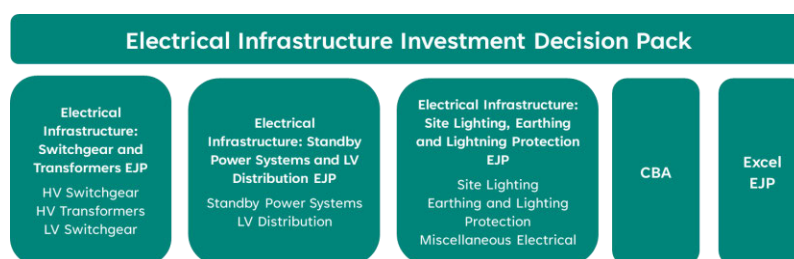 Electrical Infrastructure Investment Decision Pack
Electrical
Infrastructure:
Switchgear and
Transformers EJP
HV Switchgear
HV Transformers
LV Switchgear
Electrical
Infrastructure: Standby
Power Systems and LV
Distribution EJP
Standby Power Systems
LV Distribution
Electrical Infrastructure:
Site Lighting, Earthing
and Lightning Protection
EJP
Site Lighting
Earthing and Lighting
Protection
Miscellaneous Electrical
CBA
Excel
EJP